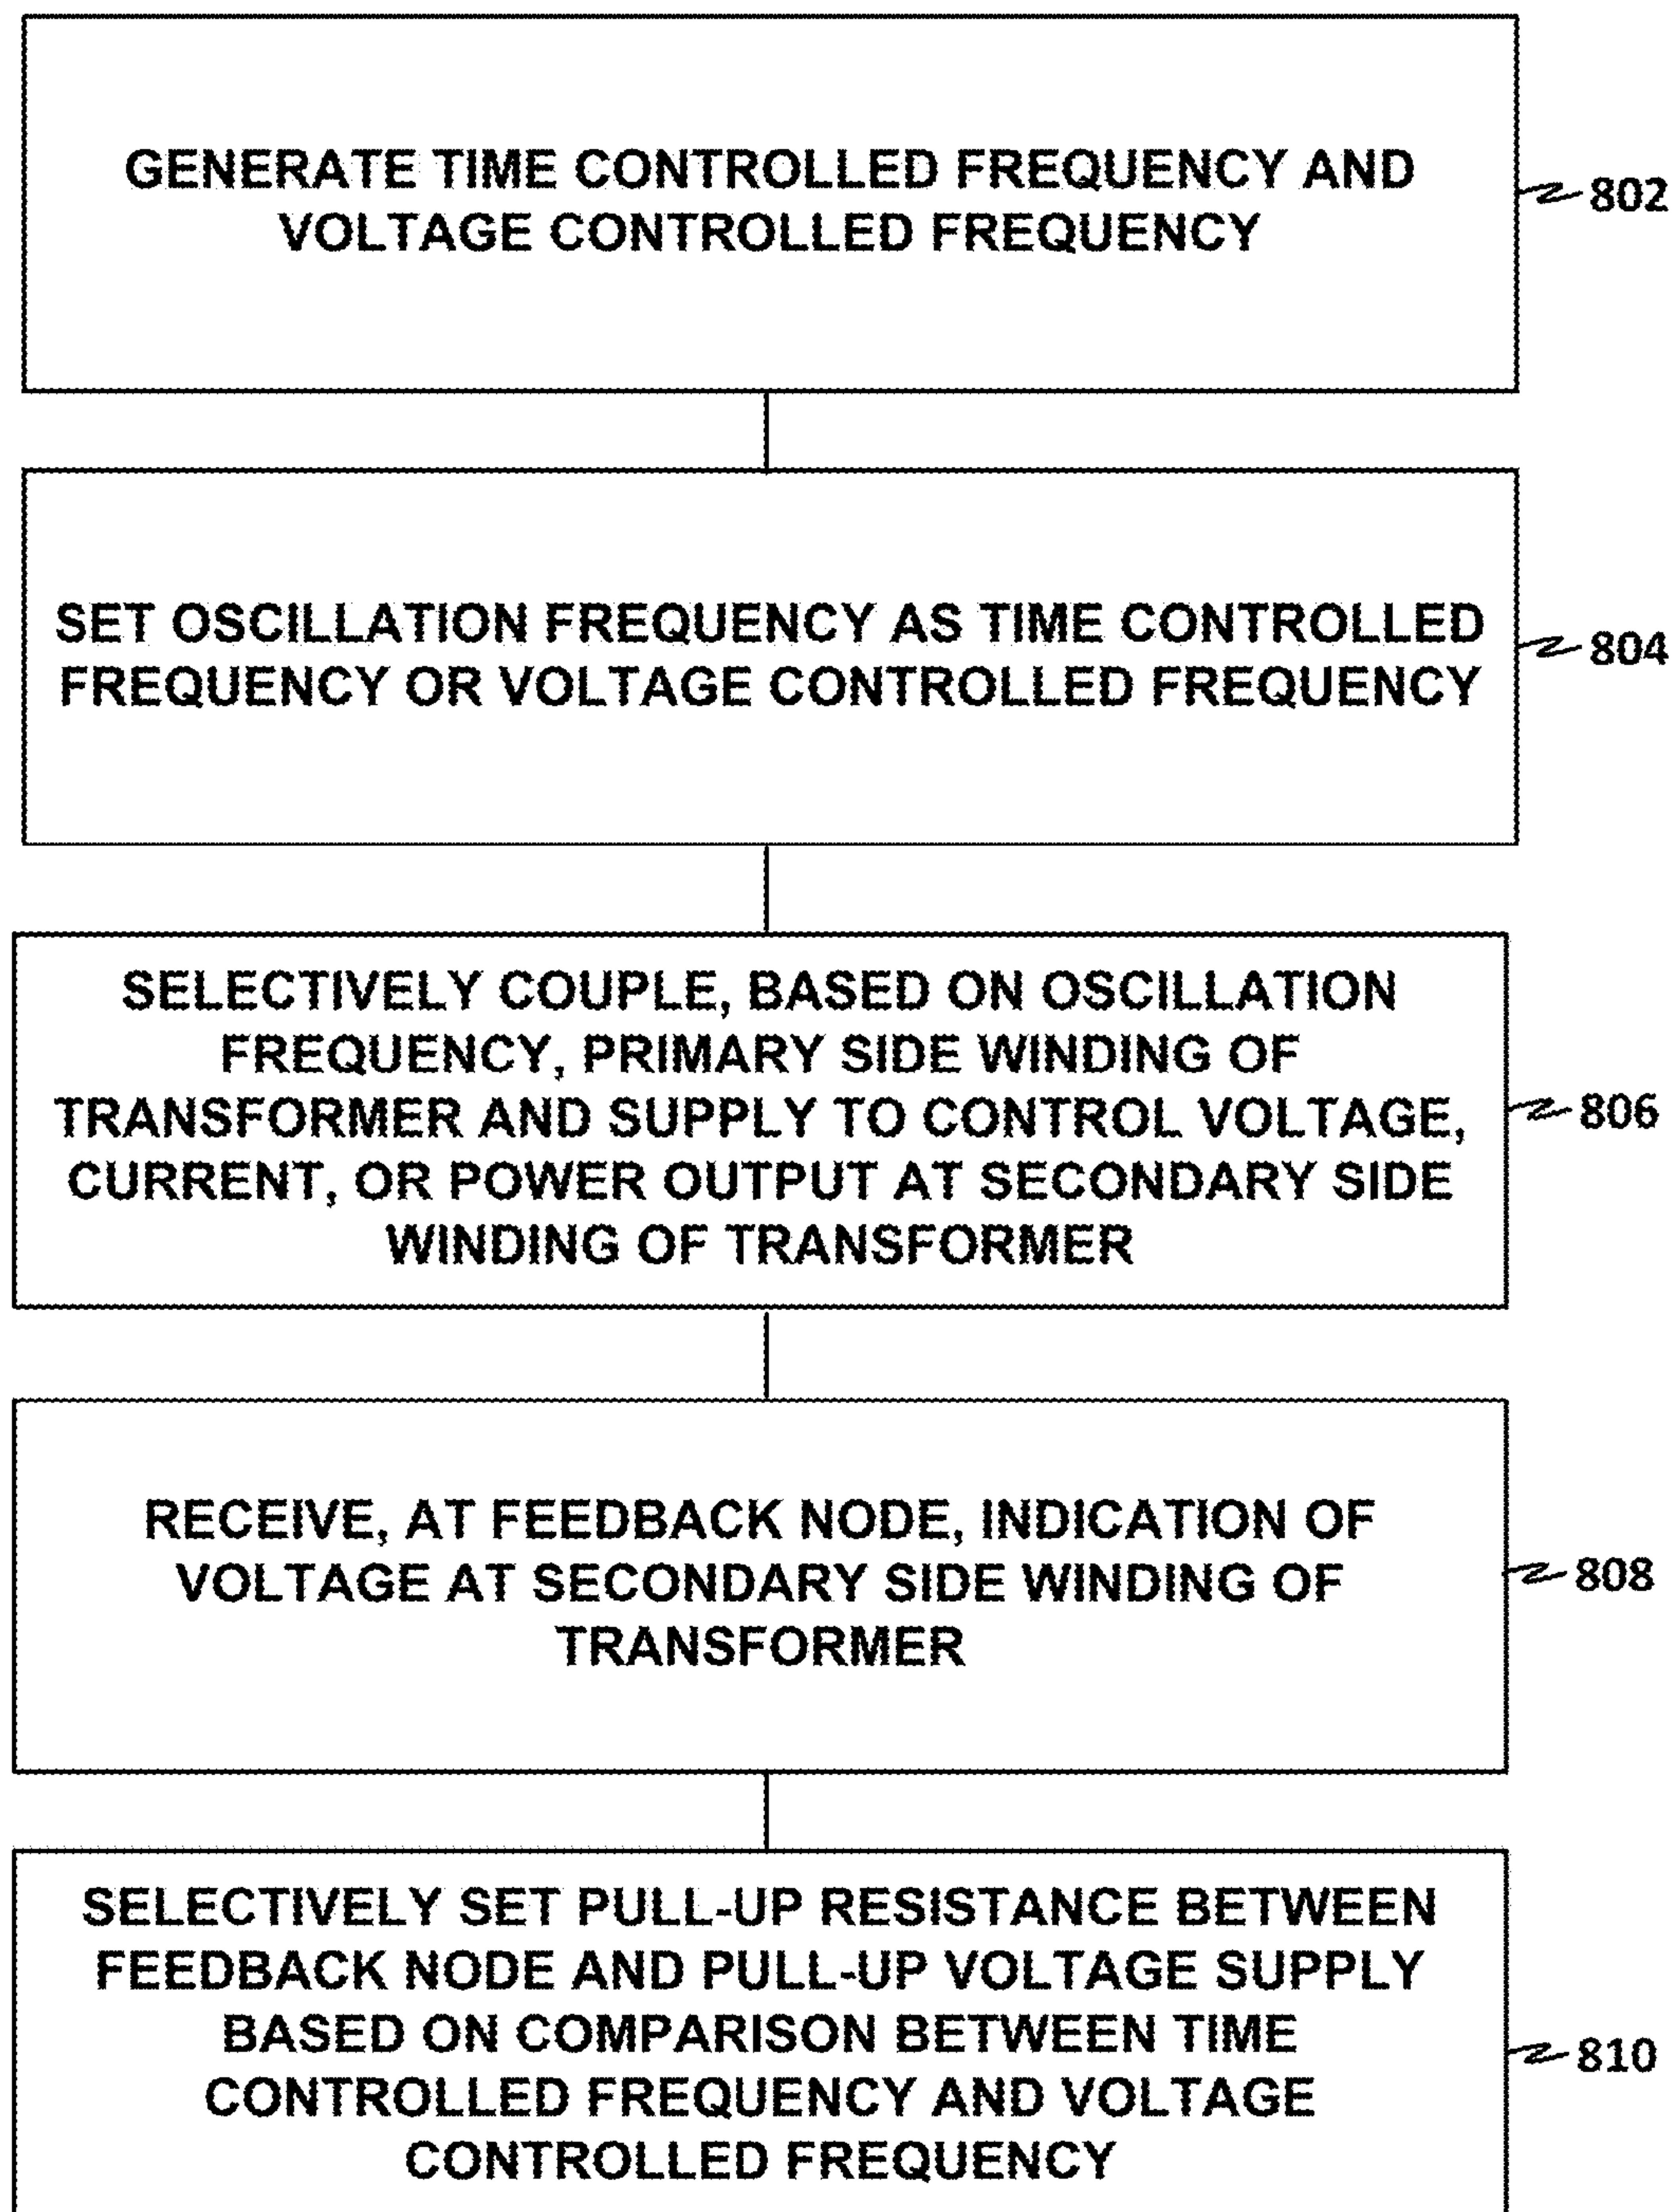 GENERATE TIME CONTROLLED FREQUENCY AND
VOLTAGE CONTROLLED FREQUENCY
802
SET OSCILLATION FREQUENCY AS TIME CONTROLLED
FREQUENCY OR VOLTAGE CONTROLLED FREQUENCY
804
SELECTIVELY COUPLE, BASED ON OSCILLATION
FREQUENCY, PRIMARY SIDE WINDING OF
TRANSFORMER AND SUPPLY TO CONTROL VOLTAGE,
CURRENT, OR POWER OUTPUT AT SECONDARY SIDE
WINDING OF TRANSFORMER
806
RECEIVE, AT FEEDBACK NODE, INDICATION OF
VOLTAGE AT SECONDARY SIDE WINDING OF
TRANSFORMER
808
SELECTIVELY SET PULL-UP RESISTANCE BETWEEN
FEEDBACK NODE AND PULL-UP VOLTAGE SUPPLY
BASED ON COMPARISON BETWEEN TIME
CONTROLLED FREQUENCY AND VOLTAGE
CONTROLLED FREQUENCY
810